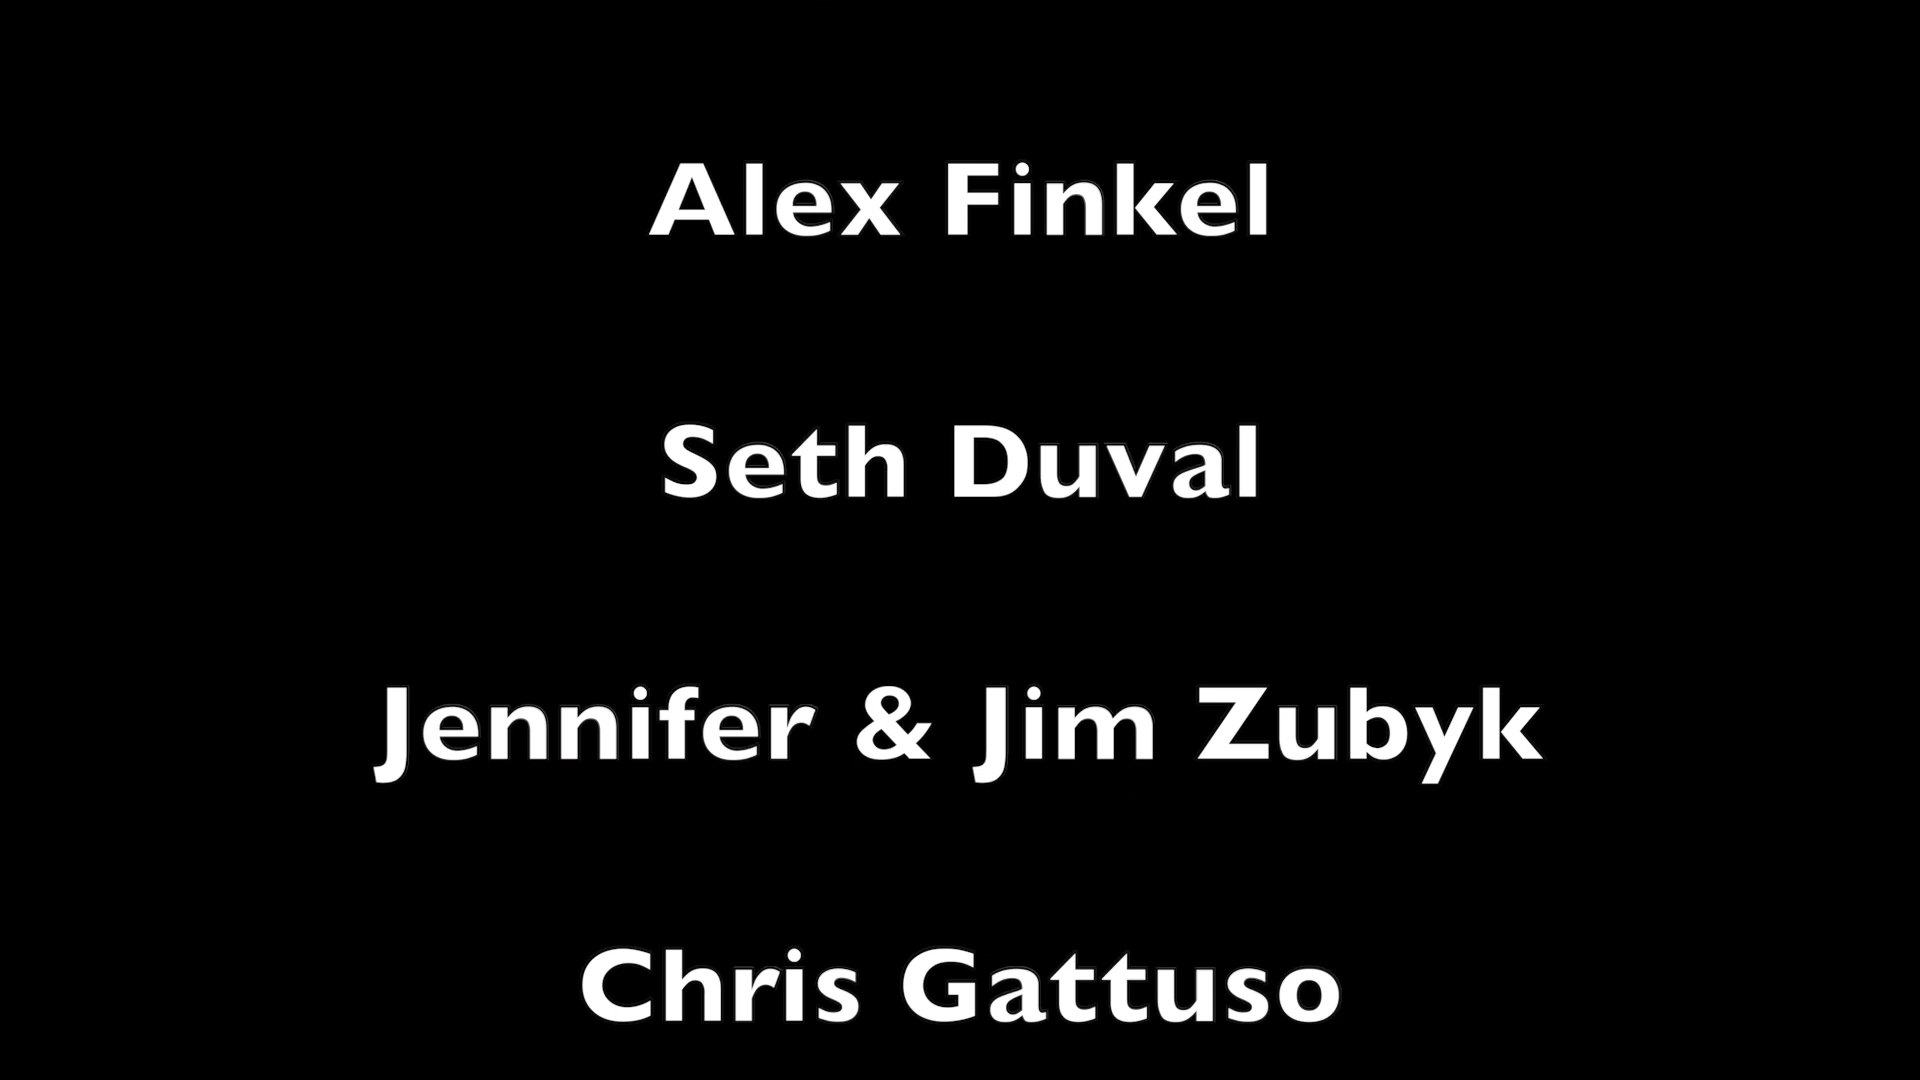 Alex Finkel
Seth Duval
Jennifer & Jim Zubyk
Chris Gattuso